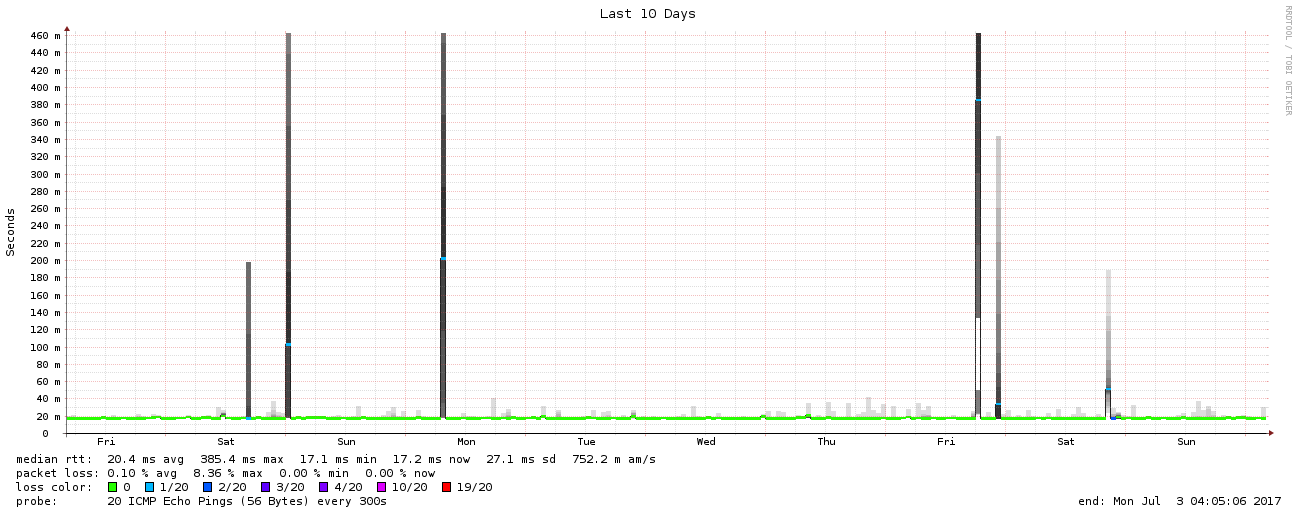 Last 10 Days
RRDTOOL / TOBI OETIKER
Seconds
460 m
440 m
420 m
400 m
380 m
360 m
340 m
320 m
300 m
280 m
260 m
240 m
220 m
200 m
180 m
160 m
140 m
120 m
100 m
80 m
60 m
40 m
20 m
0
Fri Sat Sun Mon Tue Wed Thu Fri Sat Sun
median rtt: 20.4 ms avg 385.4 ms max 17.1 ms min 17.2 ms now 27.1 ms sd 752.2 m am/s
packet loss: 0.10 % avg 8.36 % max 0.00 % min 0.00 % now
loss color: 0 1/20 2/20 3/20 4/20 10/20 19/20
probe: 20 ICMP Echo Pings (56 Bytes) every 300s end: Mon Jul 3 04:05:06 2017